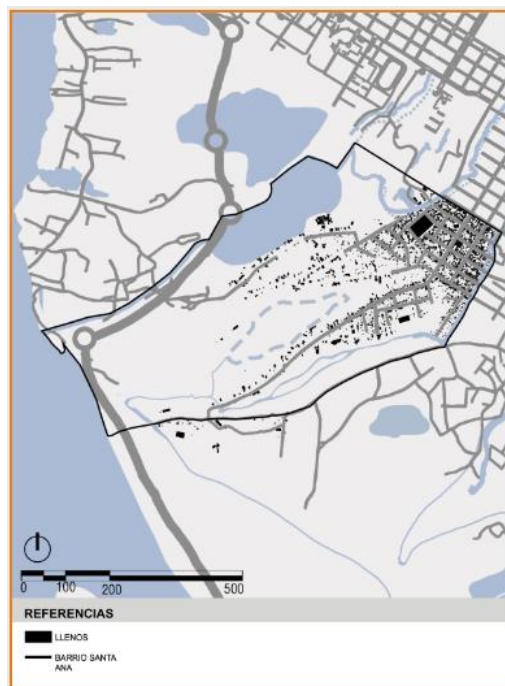 0 100 200 500
REFERENCIAS
LLENOS
BARRIO SANTA
ANA